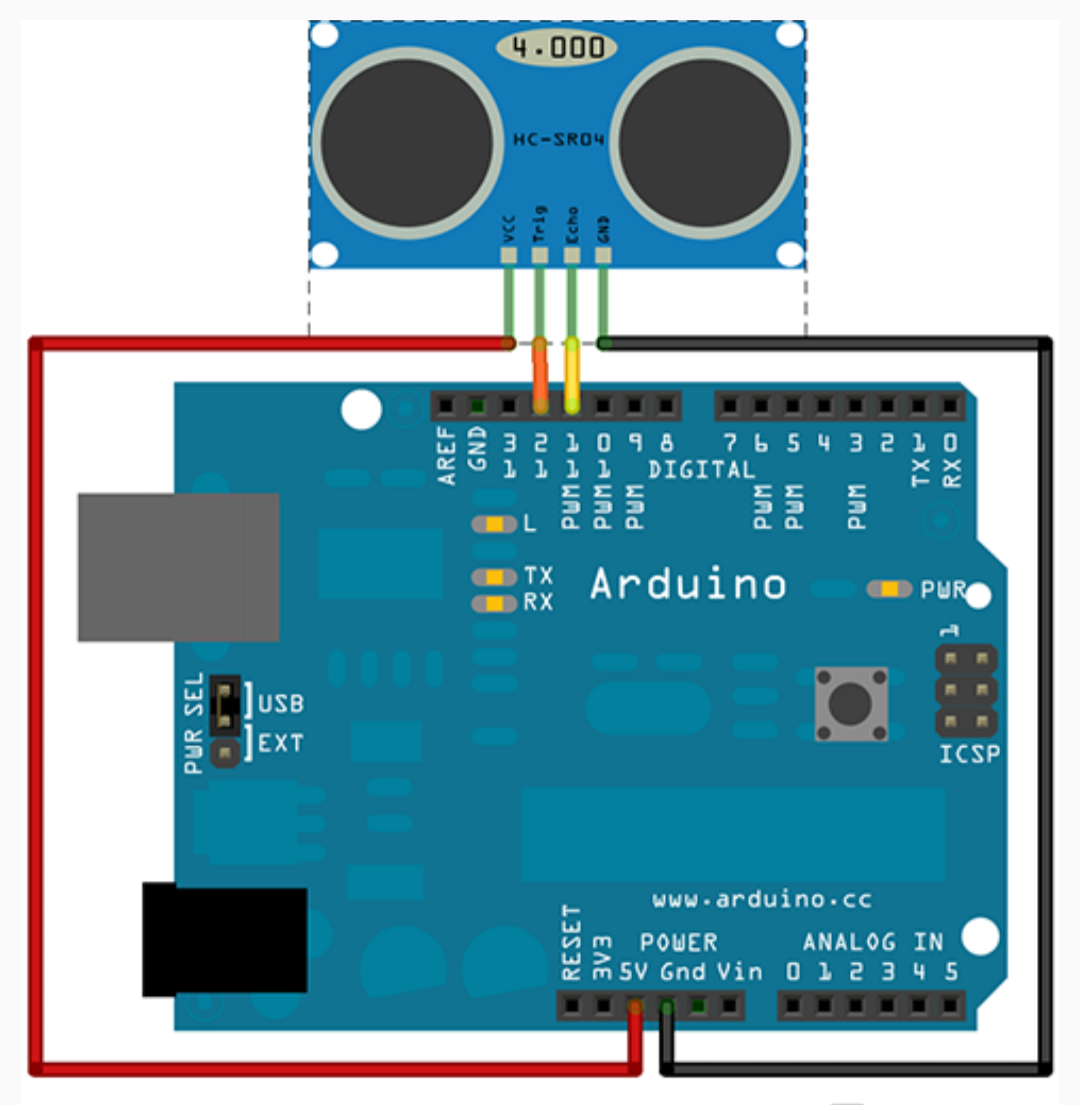 4.000
HC-SR04
VCC Trig Echo GND
AREF GND 13 12 11 10 9 8 7 6 5 4 3 2 1 0
DIGITAL
PWM PWM PWM PWM PWM PWM TX RX
L
TX
RX
Arduino
PWR
1
PWR SEL
USB
EXT
ICSP
www.arduino.cc
POWER ANALOG IN
RESET 3V3 5V Gnd Vin 0 1 2 3 4 5